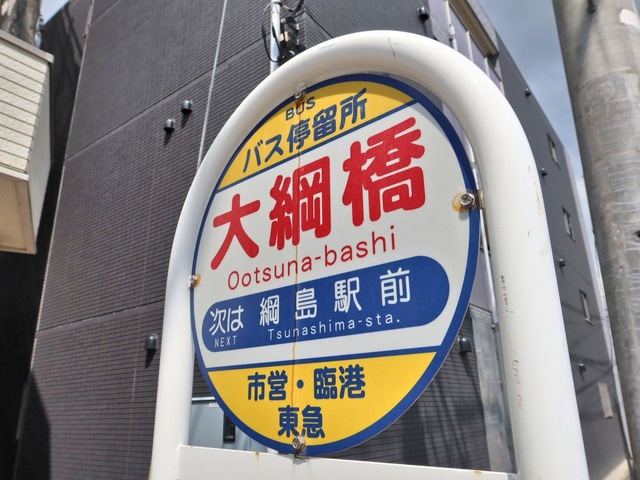 BUS
バス停留所
大綱橋
Ootsuna-bashi
次は 綱島駅前
NEXT Tsunashima-sta.
市営・臨港
東急